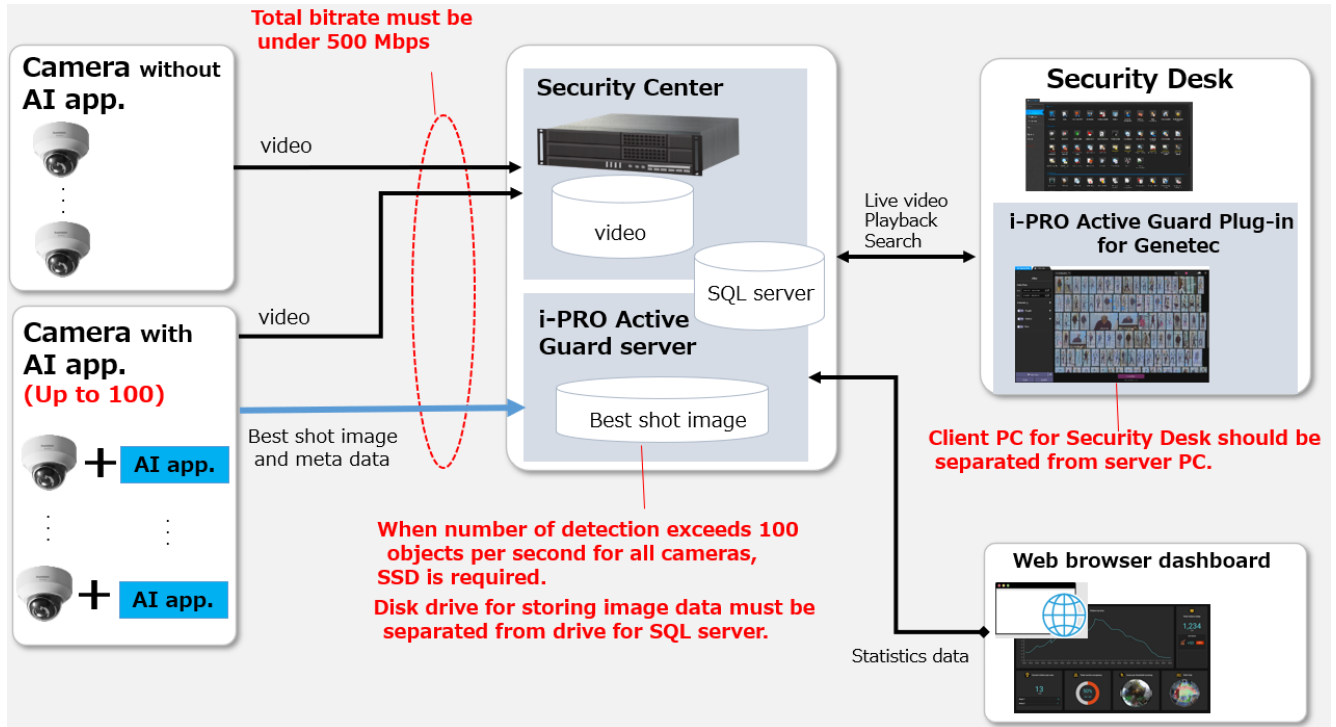 Total bitrate must be
under 500 Mbps
Camera without
AI app.
video
Camera with
AI app.
(Up to 100)
video
Best shot image
and meta data
AI app.
AI app.
Security Center
video
SQL server
i-PRO Active
Guard server
Best shot image
When number of detection exceeds 100
objects per second for all cameras,
SSD is required.
Disk drive for storing image data must be
separated from drive for SQL server.
Live video
Playback
Search
Security Desk
i-PRO Active Guard Plug-in
for Genetec
Client PC for Security Desk should be
separated from server PC.
Web browser dashboard
1,234
13
Statistics data